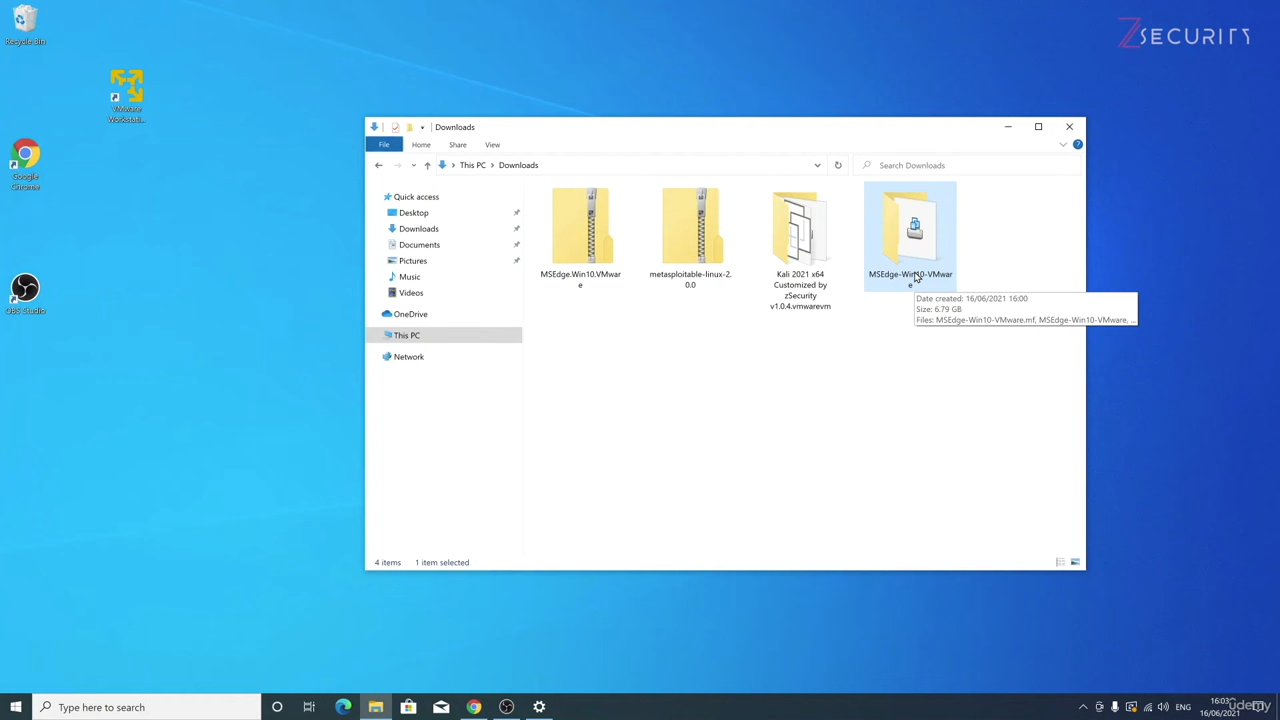 Recycle Bin
VMware
Workstati...
Google
Chrome
OBS Studio
ZSECURITY
Downloads
File
Home
Share
View
This PC
Downloads
Search Downloads
Quick access
Desktop
Downloads
Documents
Pictures
Music
Videos
OneDrive
This PC
Network
MSEdge.Win10.VMwar
e
metasploitable-linux-2.
0.0
Kali 2021 x64
Customized by
zSecurity
v1.0.4.vmwarevm
MSEdge-Win10-VMwar
e
Date created: 16/06/2021 16:00
Size: 6.79 GB
Files: MSEdge-Win10-VMware.mf, MSEdge-Win10-VMware, ...
4 items
1 item selected
Type here to search
ENG
16:03
16/06/2021
udemy